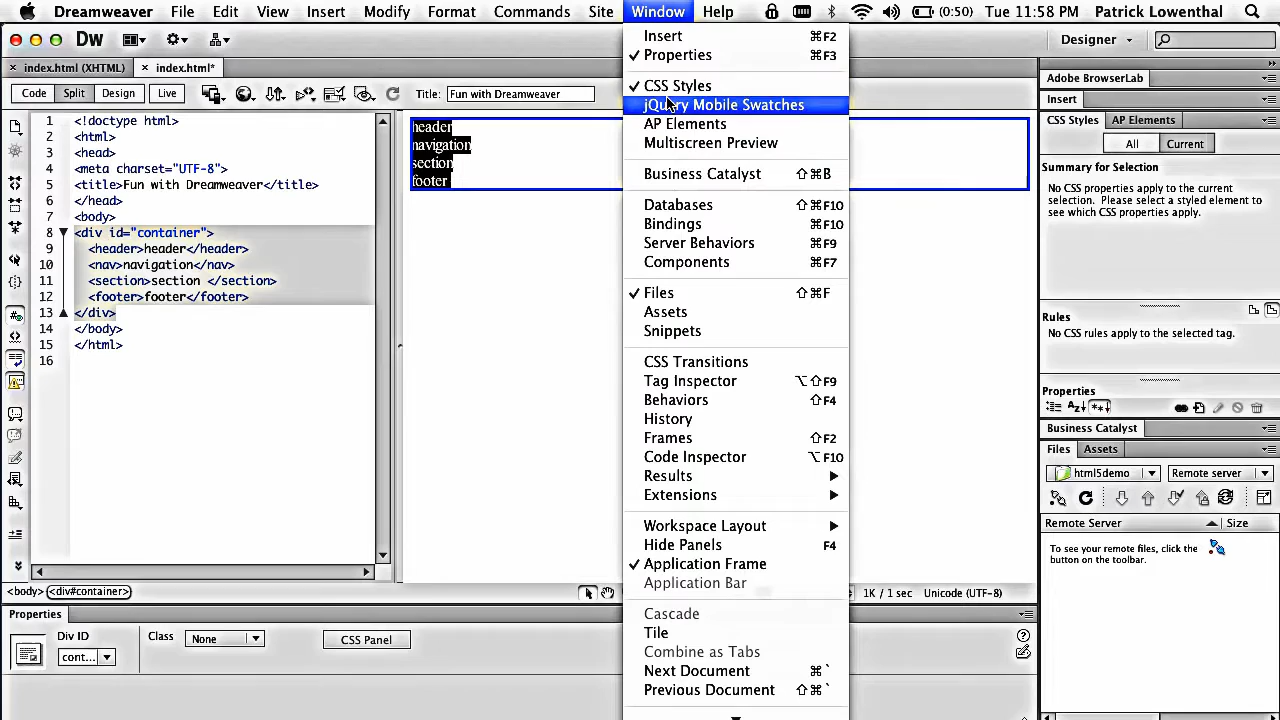 Dreamweaver File Edit View Insert Modify Format Commands Site Window Help (0:50) Tue 11:58 PM Patrick Lowenthal
Dw Designer
index.html (XHTML) index.html*
Code Split Design Live Title: Fun with Dreamweaver
1 <!doctype html>
2 <html>
3 <head>
4 <meta charset="UTF-8">
5 <title>Fun with Dreamweaver</title>
6 </head>
7 <body>
8 <div id="container">
9 <header>header</header>
10 <nav>navigation</nav>
11 <section>section </section>
12 <footer>footer</footer>
13 </div>
14 </body>
15 </html>
16
<body> <div#container>
header
navigation
section
footer
Insert ⌘F2
Properties ⌘F3
CSS Styles
jQuery Mobile Swatches
AP Elements
Multiscreen Preview
Business Catalyst ⇧⌘B
Databases ⇧⌘F10
Bindings ⌘F10
Server Behaviors ⌘F9
Components ⌘F7
Files ⇧⌘F
Assets
Snippets
CSS Transitions
Tag Inspector ⌥⇧F9
Behaviors ⇧F4
History
Frames ⇧F2
Code Inspector ⌥F10
Results
Extensions
Workspace Layout
Hide Panels F4
Application Frame
Application Bar
Cascade
Tile
Combine as Tabs
Next Document ⌘`
Previous Document ⇧⌘`
1K / 1 sec Unicode (UTF-8)
Adobe BrowserLab
Insert
CSS Styles AP Elements
All Current
Summary for Selection
No CSS properties apply to the current
selection. Please select a styled element to
see which CSS properties apply.
Rules
No CSS rules apply to the selected tag.
Properties
Business Catalyst
Files Assets
html5demo Remote server
Remote Server Size
To see your remote files, click the
button on the toolbar.
Properties
Div ID Class None CSS Panel
cont...